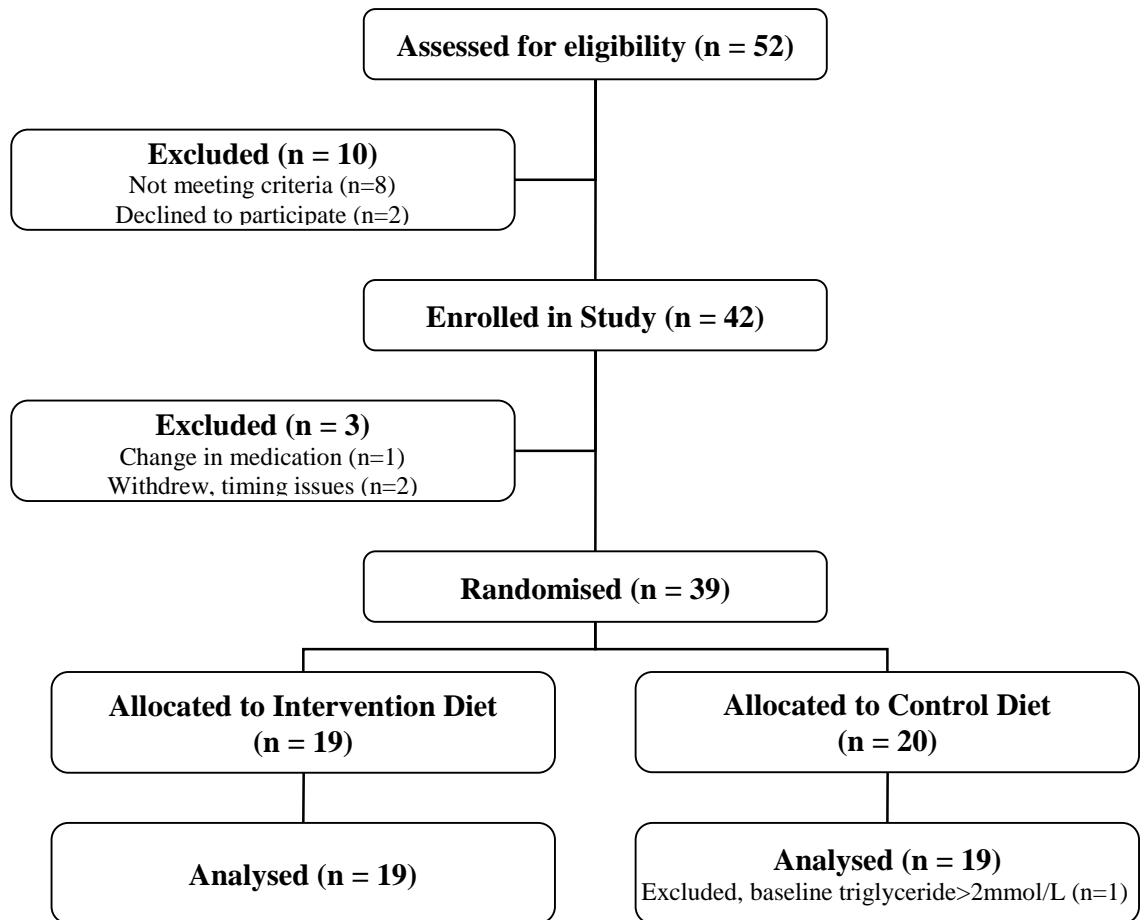 Assessed for eligibility (n = 52)
Excluded (n = 10)
Not meeting criteria (n=8)
Declined to participate (n=2)
Enrolled in Study (n = 42)
Excluded (n = 3)
Change in medication (n=1)
Withdrew, timing issues (n=2)
Randomised (n = 39)
Allocated to Intervention Diet
(n = 19)
Allocated to Control Diet
(n = 20)
Analysed (n = 19)
Analysed (n = 19)
Excluded, baseline triglyceride>2mmol/L (n=1)